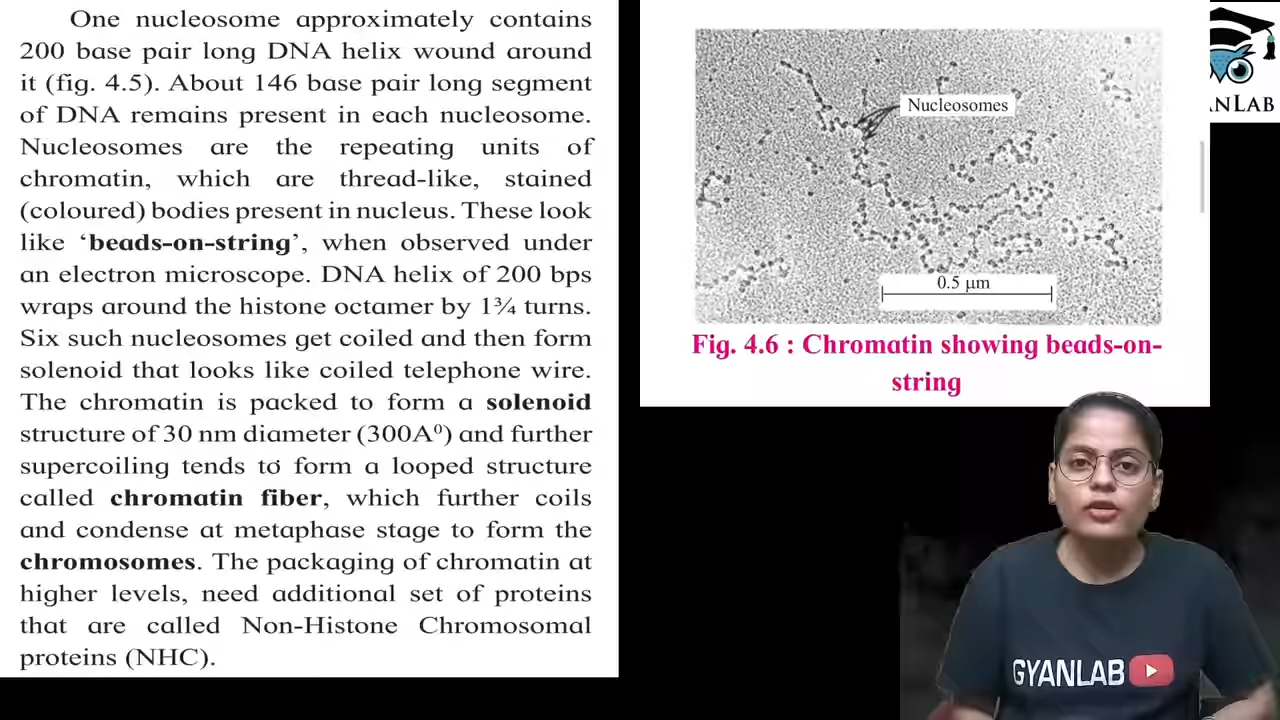 One nucleosome approximately contains
200 base pair long DNA helix wound around
it (fig. 4.5). About 146 base pair long segment
of DNA remains present in each nucleosome.
Nucleosomes are the repeating units of
chromatin, which are thread-like, stained
(coloured) bodies present in nucleus. These look
like ‘beads-on-string’, when observed under
an electron microscope. DNA helix of 200 bps
wraps around the histone octamer by 1¾ turns.
Six such nucleosomes get coiled and then form
solenoid that looks like coiled telephone wire.
The chromatin is packed to form a solenoid
structure of 30 nm diameter (300A⁰) and further
supercoiling tends to form a looped structure
called chromatin fiber, which further coils
and condense at metaphase stage to form the
chromosomes. The packaging of chromatin at
higher levels, need additional set of proteins
that are called Non-Histone Chromosomal
proteins (NHC).
Nucleosomes
0.5 μm
Fig. 4.6 : Chromatin showing beads-on-
string
ANLAB
GYANLAB